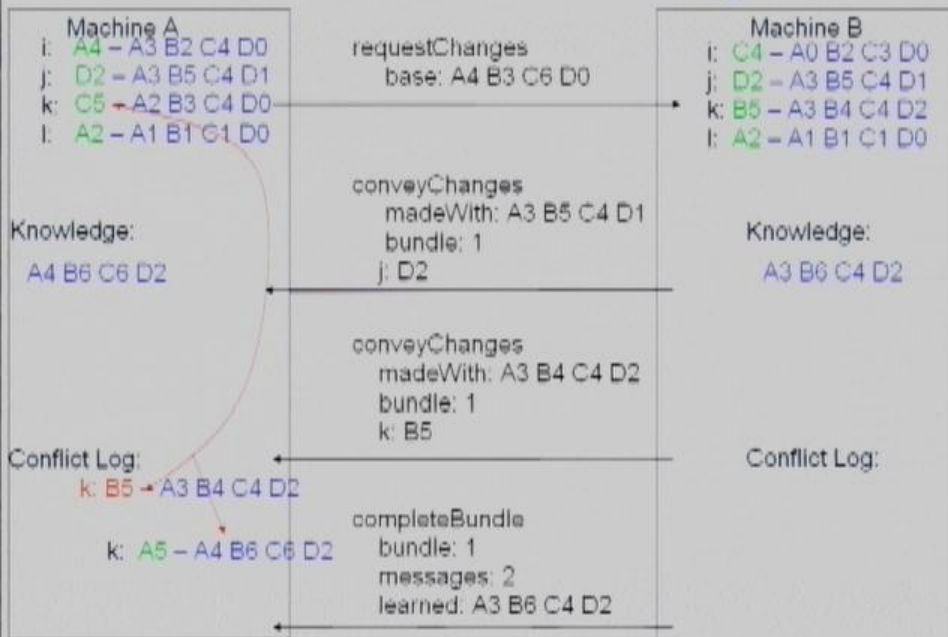 Machine A
i: A4 – A3 B2 C4 D0
j: D2 – A3 B5 C4 D1
k: C5 – A2 B3 C4 D0
l: A2 – A1 B1 C1 D0
Knowledge:
A4 B6 C6 D2
Conflict Log:
k: B5 – A3 B4 C4 D2
k: A5 – A4 B6 C6 D2
requestChanges
base: A4 B3 C6 D0
conveyChanges
madeWith: A3 B5 C4 D1
bundle: 1
j: D2
conveyChanges
madeWith: A3 B4 C4 D2
bundle: 1
k: B5
completeBundle
bundle: 1
messages: 2
learned: A3 B6 C4 D2
Machine B
i: C4 – A0 B2 C3 D0
j: D2 – A3 B5 C4 D1
k: B5 – A3 B4 C4 D2
l: A2 – A1 B1 C1 D0
Knowledge:
A3 B6 C4 D2
Conflict Log: